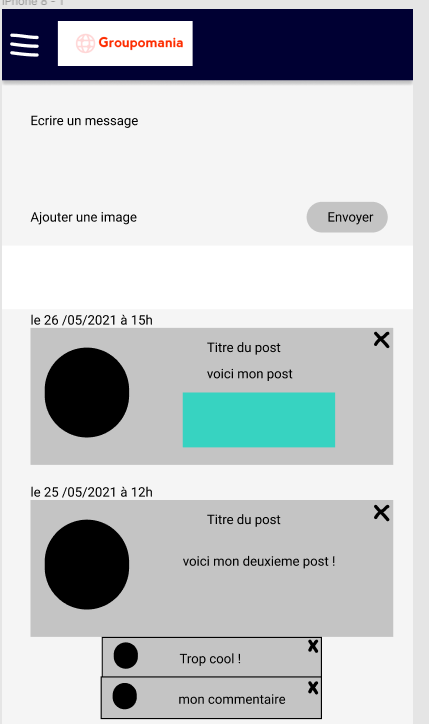 iPhone 8 - 1
Groupomania
Ecrire un message
Ajouter une image
Envoyer
le 26 /05/2021 à 15h
Titre du post
voici mon post
le 25 /05/2021 à 12h
Titre du post
voici mon deuxieme post !
Trop cool !
mon commentaire